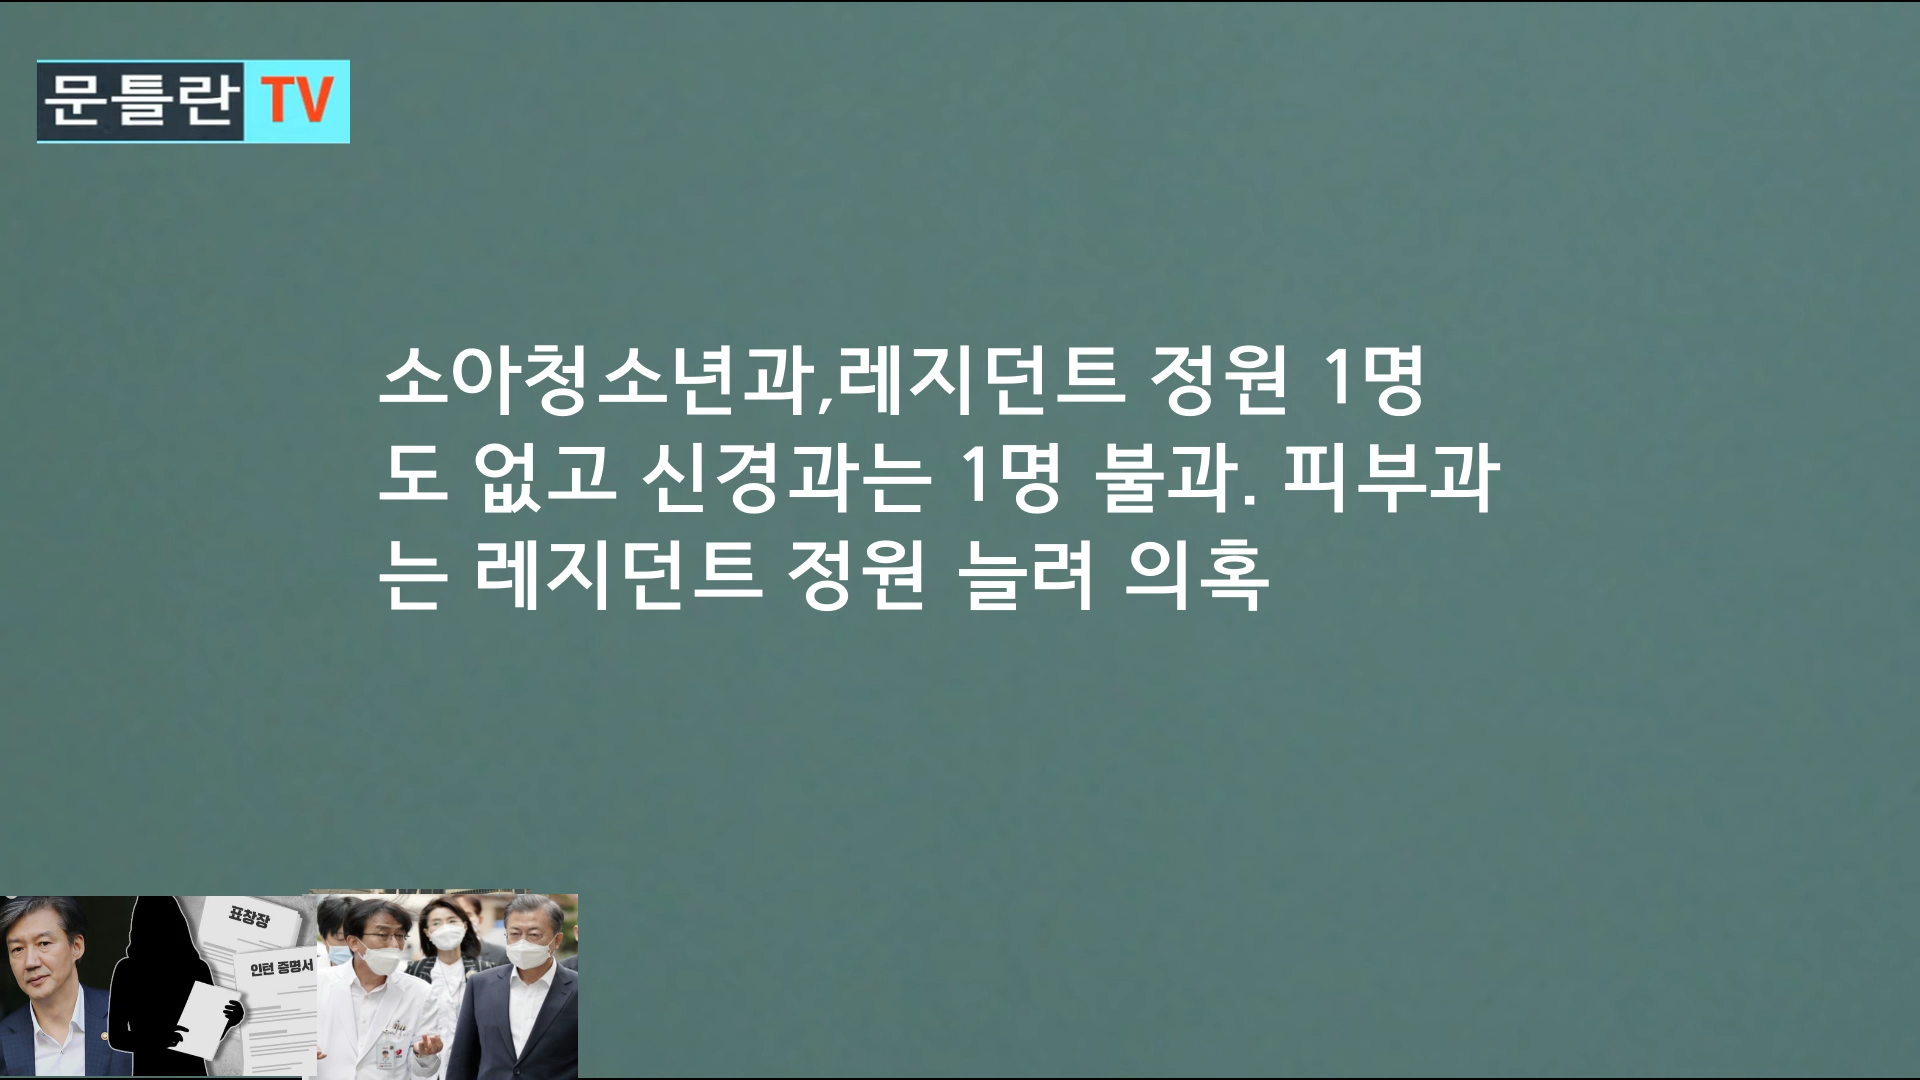 문틀란 TV
소아청소년과,레지던트 정원 1명
도 없고 신경과는 1명 불과. 피부과
는 레지던트 정원 늘려 의혹
표창장
인턴 증명서